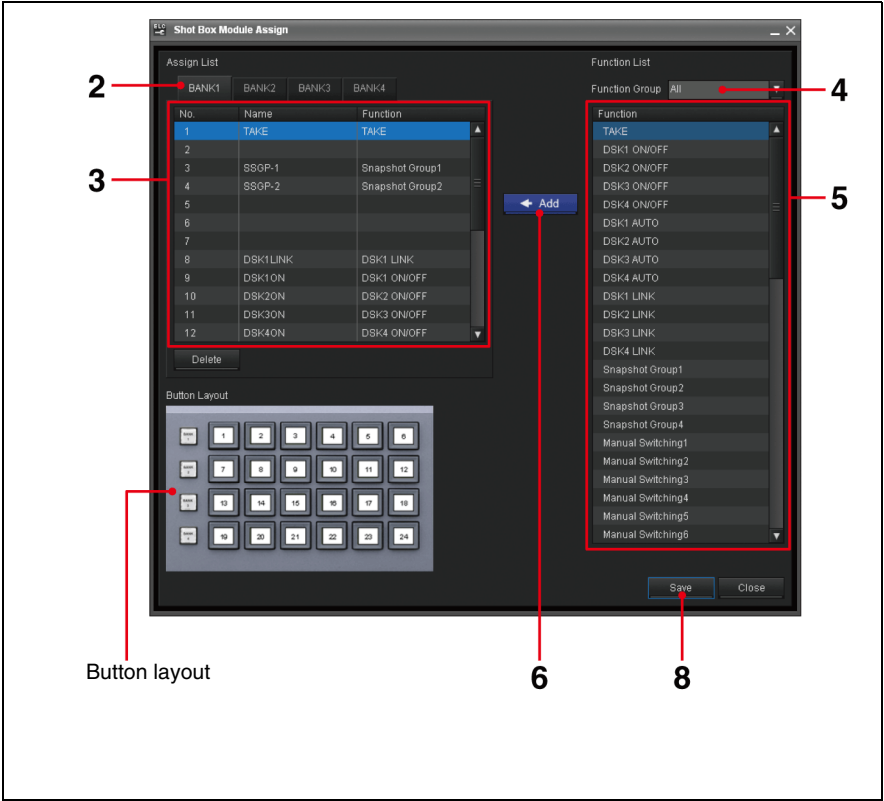 ELC
Shot Box Module Assign
Assign List
BANK1 BANK2 BANK3 BANK4
2
No. Name Function
1 TAKE TAKE
2
3 SSGP-1 Snapshot Group1
4 SSGP-2 Snapshot Group2
5
6
7
8 DSK1LINK DSK1 LINK
9 DSK1ON DSK1 ON/OFF
10 DSK2ON DSK2 ON/OFF
11 DSK3ON DSK3 ON/OFF
12 DSK4ON DSK4 ON/OFF
3
Delete
Add
Function List
Function Group All
4
Function
TAKE
DSK1 ON/OFF
DSK2 ON/OFF
DSK3 ON/OFF
DSK4 ON/OFF
DSK1 AUTO
DSK2 AUTO
DSK3 AUTO
DSK4 AUTO
DSK1 LINK
DSK2 LINK
DSK3 LINK
DSK4 LINK
Snapshot Group1
Snapshot Group2
Snapshot Group3
Snapshot Group4
Manual Switching1
Manual Switching2
Manual Switching3
Manual Switching4
Manual Switching5
Manual Switching6
5
Button Layout
1 2 3 4 5 6
7 8 9 10 11 12
13 14 15 16 17 18
19 20 21 22 23 24
Save Close
Button layout
6
8